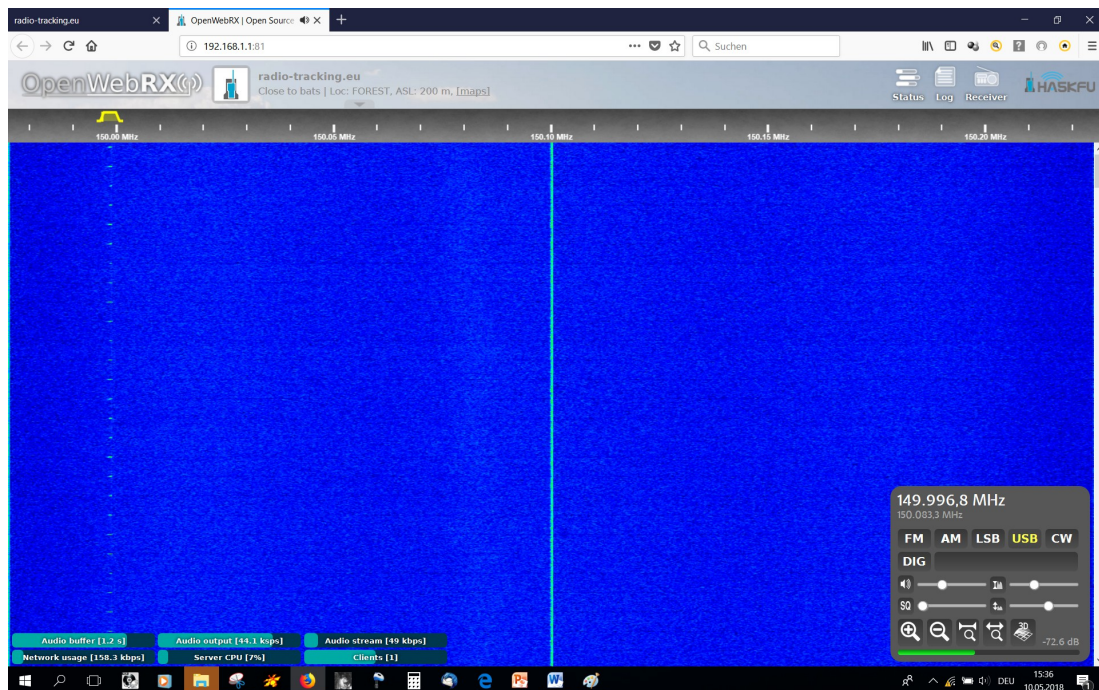 radio-tracking.eu
OpenWebRX | Open Source
192.168.1.1:81
Suchen
OpenWebRX
radio-tracking.eu
Close to bats | Loc: FOREST, ASL: 200 m, [maps]
Status Log Receiver
HA5KFU
150.00 MHz 150.05 MHz 150.10 MHz 150.15 MHz 150.20 MHz
149.996,8 MHz
150.083,3 MHz
FM AM LSB USB CW
DIG
SQ
3D
-72.6 dB
Audio buffer [1.2 s] Audio output [44.1 ksps] Audio stream [49 kbps]
Network usage [158.3 kbps] Server CPU [7%] Clients [1]
DEU
15:36
10.05.2018